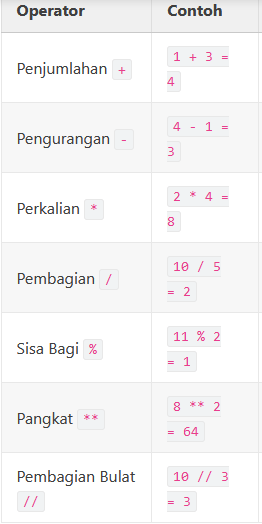 Operator Contoh
Penjumlahan + 1 + 3 =
4
Pengurangan - 4 - 1 =
3
Perkalian * 2 * 4 =
8
Pembagian / 10 / 5
= 2
Sisa Bagi % 11 % 2
= 1
Pangkat ** 8 ** 2
= 64
Pembagian Bulat 10 // 3
// = 3